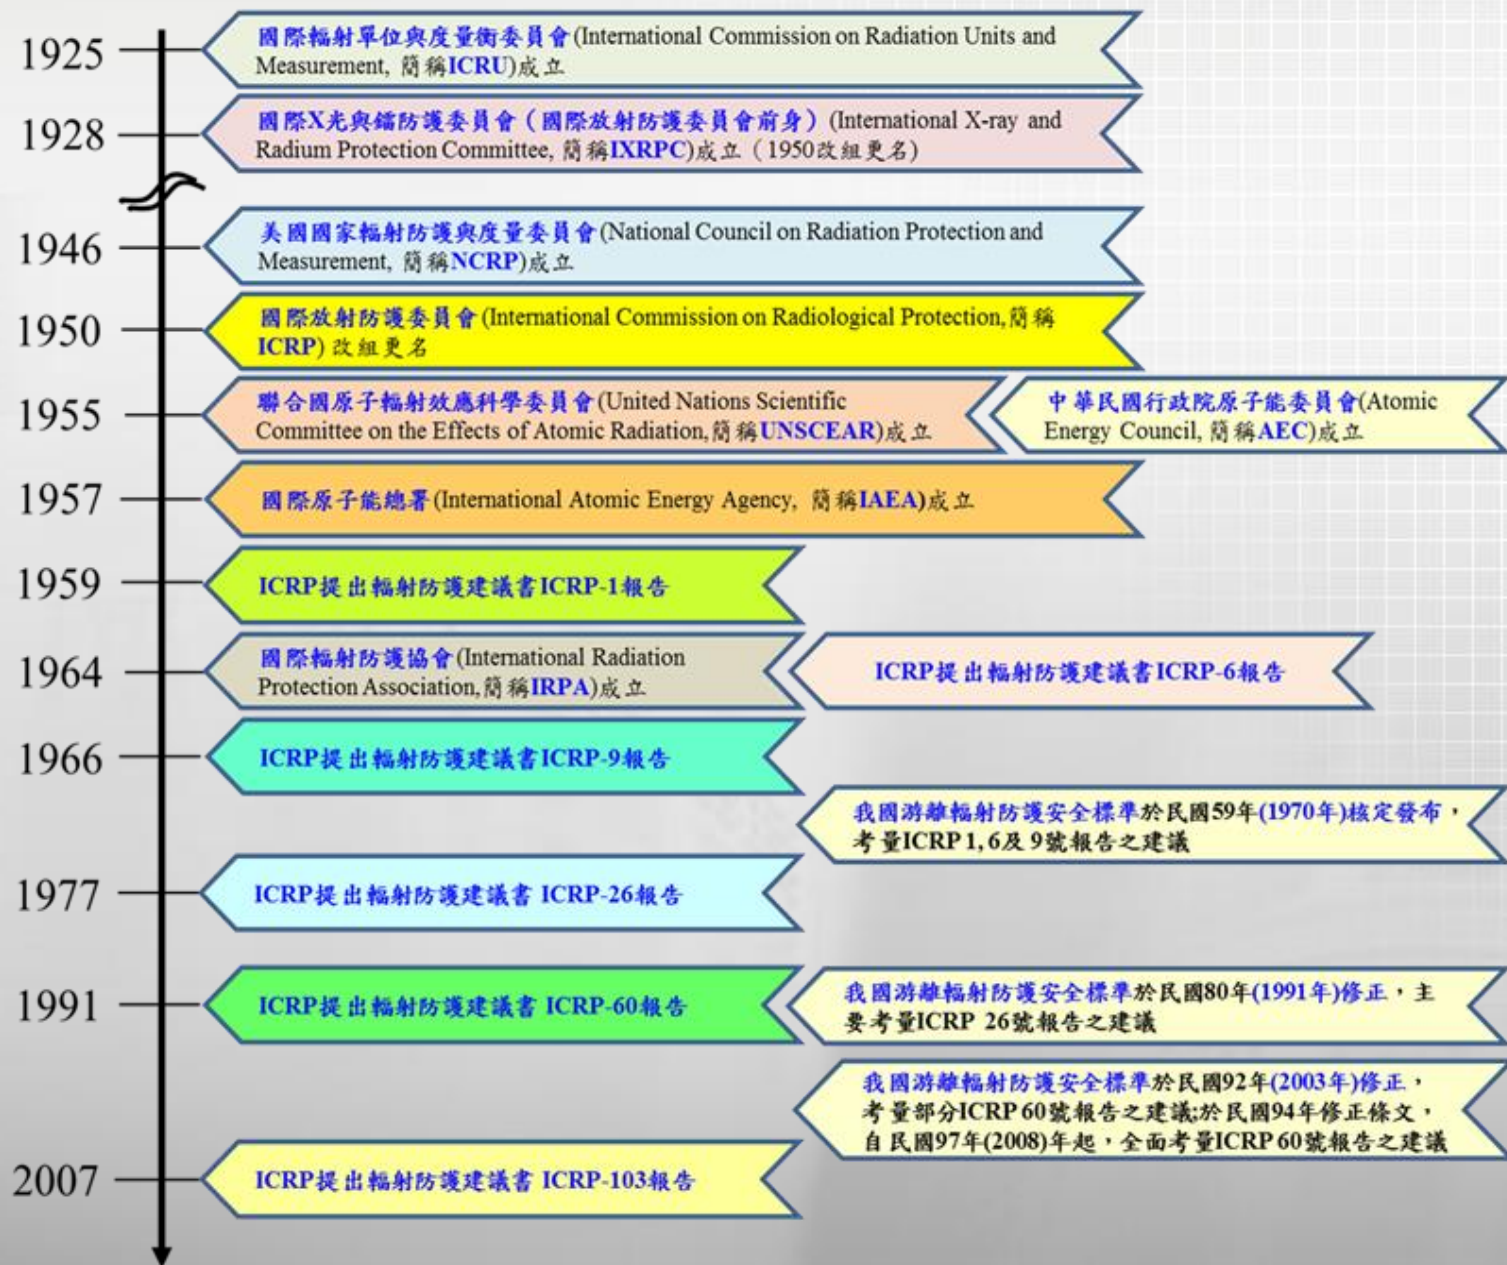 1925
國際輻射單位與度量衡委員會(International Commission on Radiation Units and
Measurement, 簡稱ICRU)成立
1928
國際X光與鐳防護委員會（國際放射防護委員會前身）(International X-ray and
Radium Protection Committee, 簡稱IXRPC)成立（1950改組更名）
1946
美國國家輻射防護與度量委員會(National Council on Radiation Protection and
Measurement, 簡稱NCRP)成立
1950
國際放射防護委員會(International Commission on Radiological Protection,簡稱
ICRP) 改組更名
1955
聯合國原子輻射效應科學委員會(United Nations Scientific
Committee on the Effects of Atomic Radiation,簡稱UNSCEAR)成立
中華民國行政院原子能委員會(Atomic
Energy Council, 簡稱AEC)成立
1957
國際原子能總署(International Atomic Energy Agency, 簡稱IAEA)成立
1959
ICRP提出輻射防護建議書ICRP-1報告
1964
國際輻射防護協會(International Radiation
Protection Association,簡稱IRPA)成立
ICRP提出輻射防護建議書ICRP-6報告
1966
ICRP提出輻射防護建議書ICRP-9報告
我國游離輻射防護安全標準於民國59年(1970年)核定發布，
考量ICRP 1, 6及 9號報告之建議
1977
ICRP提出輻射防護建議書 ICRP-26報告
1991
ICRP提出輻射防護建議書 ICRP-60報告
我國游離輻射防護安全標準於民國80年(1991年)修正，主
要考量ICRP 26號報告之建議
我國游離輻射防護安全標準於民國92年(2003年)修正，
考量部分ICRP 60號報告之建議;於民國94年修正條文，
自民國97年(2008)年起，全面考量ICRP 60號報告之建議
2007
ICRP提出輻射防護建議書 ICRP-103報告